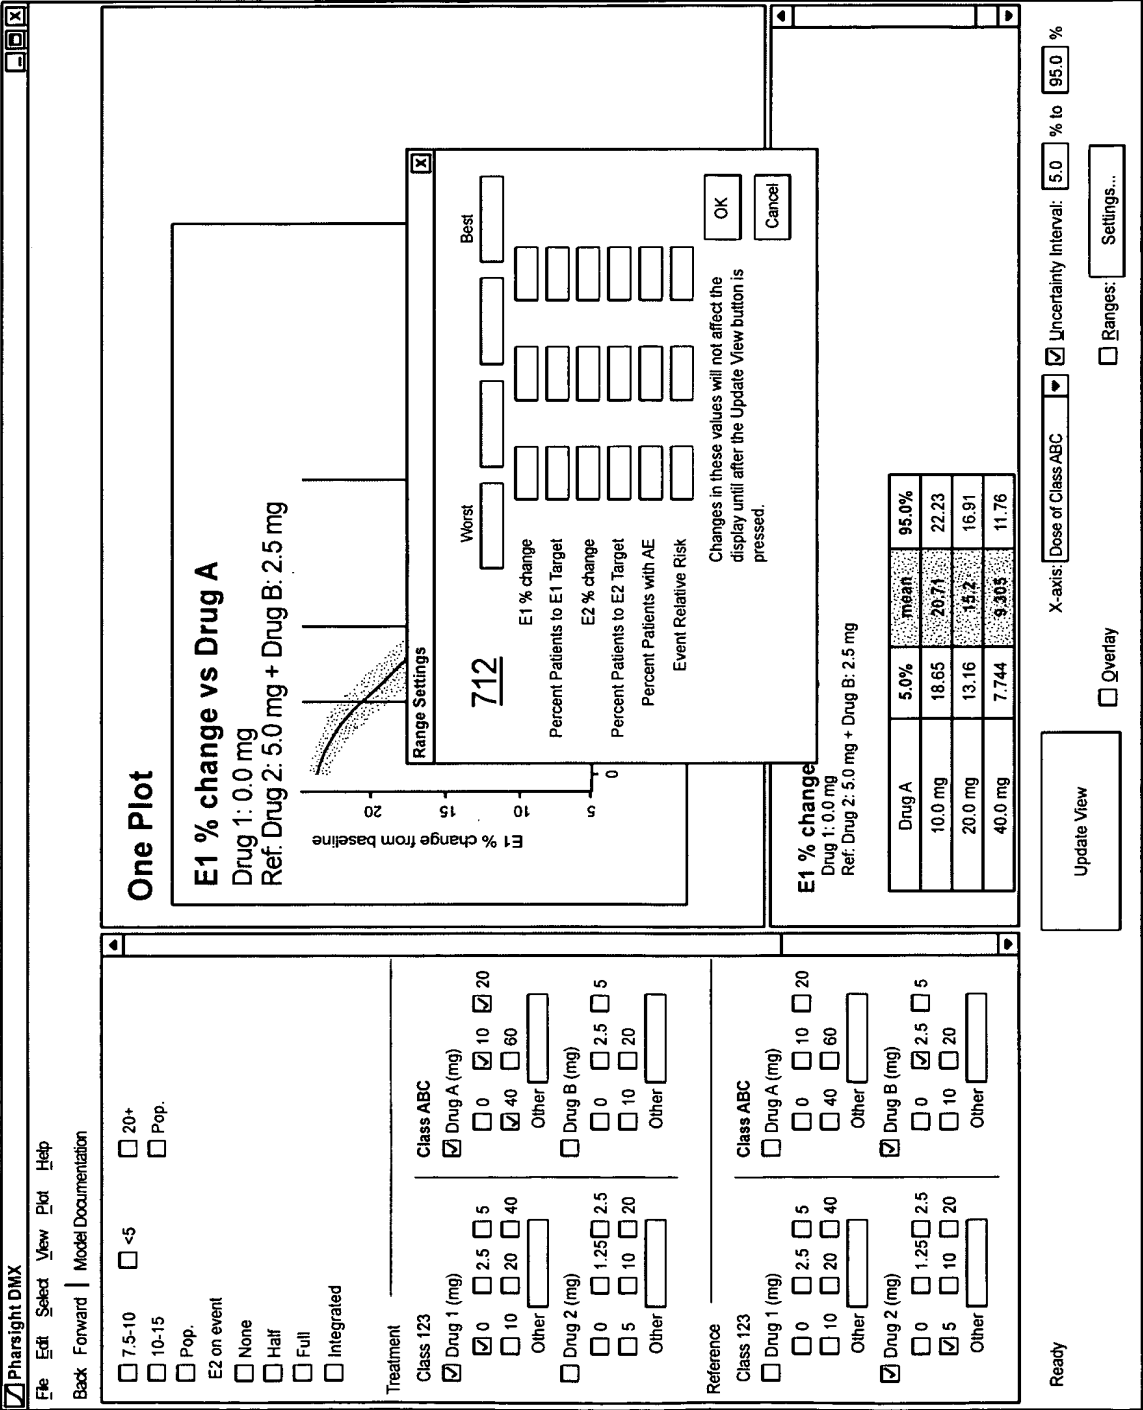 Pharsight DMX
File Edit Select View Plot Help
Back Forward | Model Documentation
7.5-10 <5 20+
10-15 Pop.
Pop.
E2 on event
None
Half
Full
Integrated
Treatment
Class 123
Drug 1 (mg)
0 2.5 5
10 20 40
Other
Drug 2 (mg)
0 1.25 2.5
5 10 20
Other
Class ABC
Drug A (mg)
0 10 20
40 60
Other
Drug B (mg)
0 2.5 5
10 20
Other
Reference
Class 123
Drug 1 (mg)
0 2.5 5
10 20 40
Other
Drug 2 (mg)
0 1.25 2.5
5 10 20
Other
Class ABC
Drug A (mg)
0 10 20
40 60
Other
Drug B (mg)
0 2.5 5
10 20
Other
One Plot
E1 % change vs Drug A
Drug 1: 0.0 mg
Ref: Drug 2: 5.0 mg + Drug B: 2.5 mg
E1 % change from baseline
20
15
10
5
0
Range Settings
712
Worst Best
E1 % change
Percent Patients to E1 Target
E2 % change
Percent Patients to E2 Target
Percent Patients with AE
Event Relative Risk
Changes in these values will not affect the
display until after the Update View button is
pressed.
OK
Cancel
E1 % change
Drug 1: 0.0 mg
Ref: Drug 2: 5.0 mg + Drug B: 2.5 mg
Drug A 5.0% mean 95.0%
10.0 mg 18.65 20.71 22.23
20.0 mg 13.16 15.2 16.91
40.0 mg 7.744 9.305 11.76
Update View
X-axis: Dose of Class ABC
Uncertainty Interval: 5.0 % to 95.0 %
Overlay
Ranges: Settings...
Ready